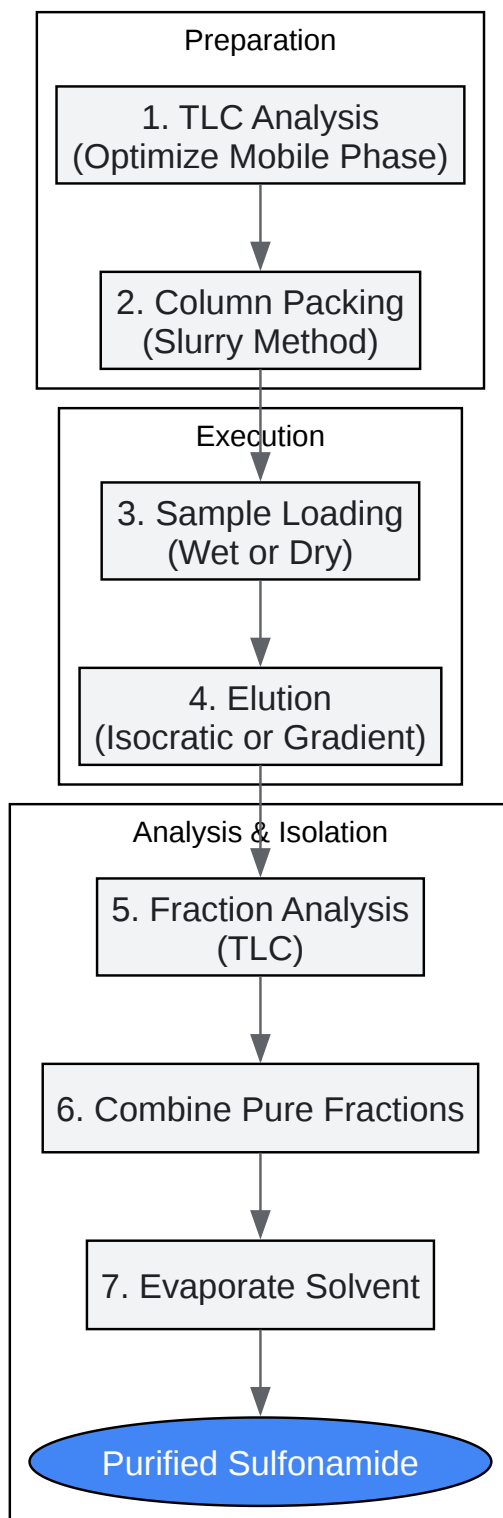 Preparation
1. TLC Analysis
(Optimize Mobile Phase)
2. Column Packing
(Slurry Method)
Execution
3. Sample Loading
(Wet or Dry)
4. Elution
(Isocratic or Gradient)
Analysis & Isolation
5. Fraction Analysis
(TLC)
6. Combine Pure Fractions
7. Evaporate Solvent
Purified Sulfonamide